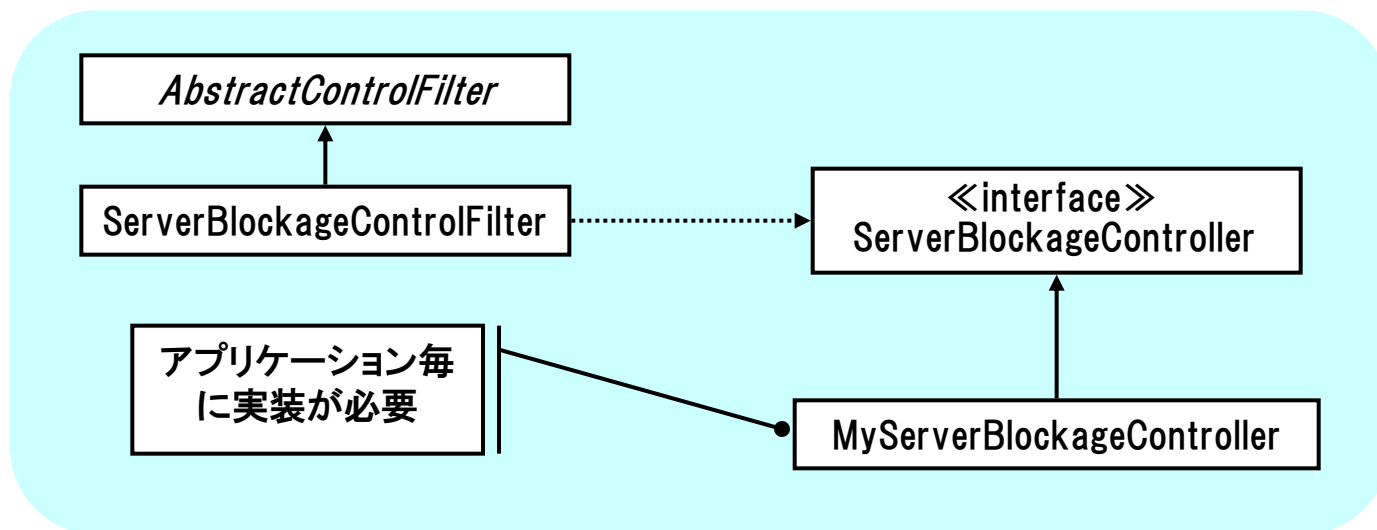 AbstractControlFilter
ServerBlockageControlFilter
≪interface≫
ServerBlockageController
アプリケーション毎
に実装が必要
MyServerBlockageController